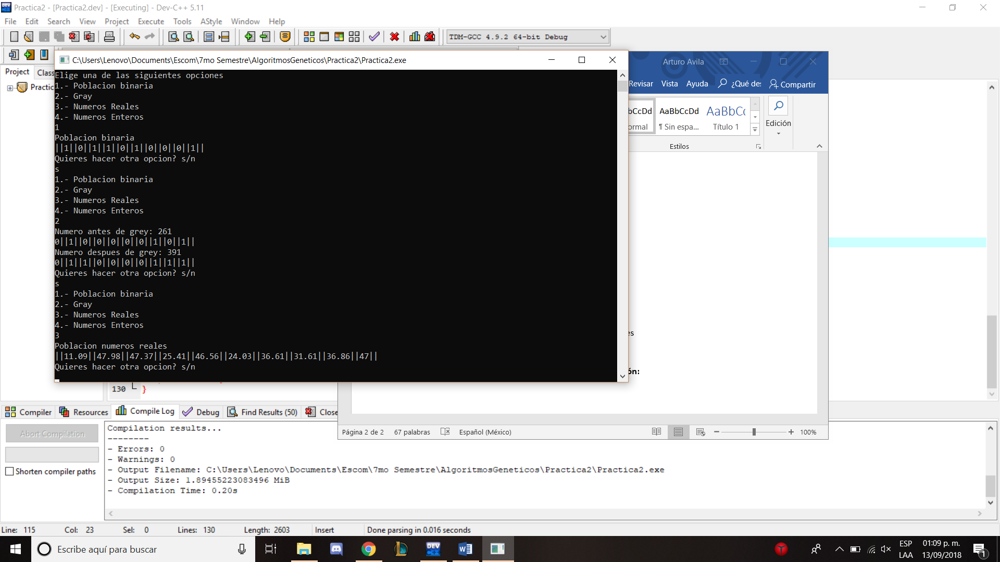 Practica2 - [Practica2.dev] - [Executing] - Dev-C++ 5.11
File Edit Search View Project Execute Tools AStyle Window Help
TDM-GCC 4.9.2 64-bit Debug
Project Class
Practic
C:\Users\Lenovo\Documents\Escom\7mo Semestre\AlgoritmosGeneticos\Practica2\Practica2.exe
Elige una de las siguientes opciones
1.- Poblacion binaria
2.- Gray
3.- Numeros Reales
4.- Numeros Enteros
1
Poblacion binaria
||1||0||1||1||0||1||0||0||0||1||
Quieres hacer otra opcion? s/n
s
1.- Poblacion binaria
2.- Gray
3.- Numeros Reales
4.- Numeros Enteros
2
Numero antes de grey: 261
0||1||0||0||0||0||0||1||0||1||
Numero despues de grey: 391
0||1||1||0||0||0||0||1||1||1||
Quieres hacer otra opcion? s/n
s
1.- Poblacion binaria
2.- Gray
3.- Numeros Reales
4.- Numeros Enteros
3
Poblacion numeros reales
||11.09||47.98||47.37||25.41||46.56||24.03||36.61||31.61||36.86||47||
Quieres hacer otra opcion? s/n
Arturo Avila
Revisar Vista Ayuda ¿Qué des Compartir
bCcDd AaBbCcDd AaBbCc
ormal ¶ Sin espa... Título 1
Edición
Estilos
es
ón:
130 }
Página 2 de 2 67 palabras Español (México) 100%
Compiler Resources Compile Log Debug Find Results (50) Close
Abort Compilation
Shorten compiler paths
Compilation results...
--------
- Errors: 0
- Warnings: 0
- Output Filename: C:\Users\Lenovo\Documents\Escom\7mo Semestre\AlgoritmosGeneticos\Practica2\Practica2.exe
- Output Size: 1.89455223083496 MiB
- Compilation Time: 0.20s
Line: 115 Col: 23 Sel: 0 Lines: 130 Length: 2603 Insert Done parsing in 0.016 seconds
Escribe aquí para buscar
DEV
C++
ESP
LAA
01:09 p. m.
13/09/2018
1